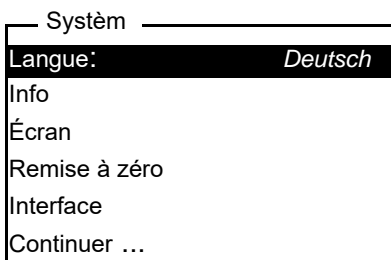 Systèm
Langue: Deutsch
Info
Écran
Remise à zéro
Interface
Continuer ...